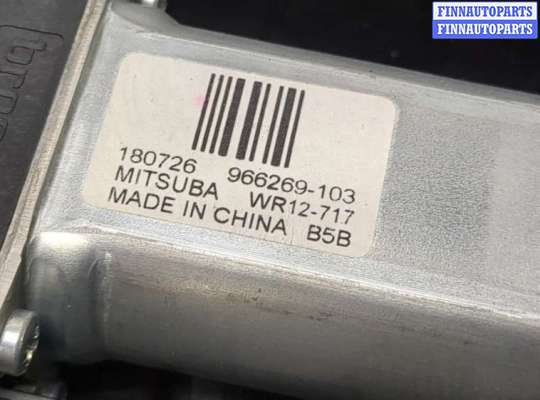 FINNAUTOPARTS
FINNAUTOPARTS
180726 966269-103
MITSUBA WR12-717
MADE IN CHINA B5B